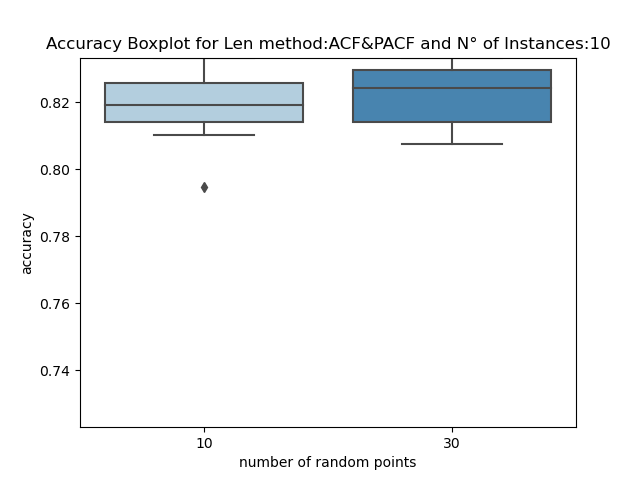 Accuracy Boxplot for Len method:ACF&PACF and N° of Instances:10
accuracy
0.82
0.80
0.78
0.76
0.74
10 30
number of random points